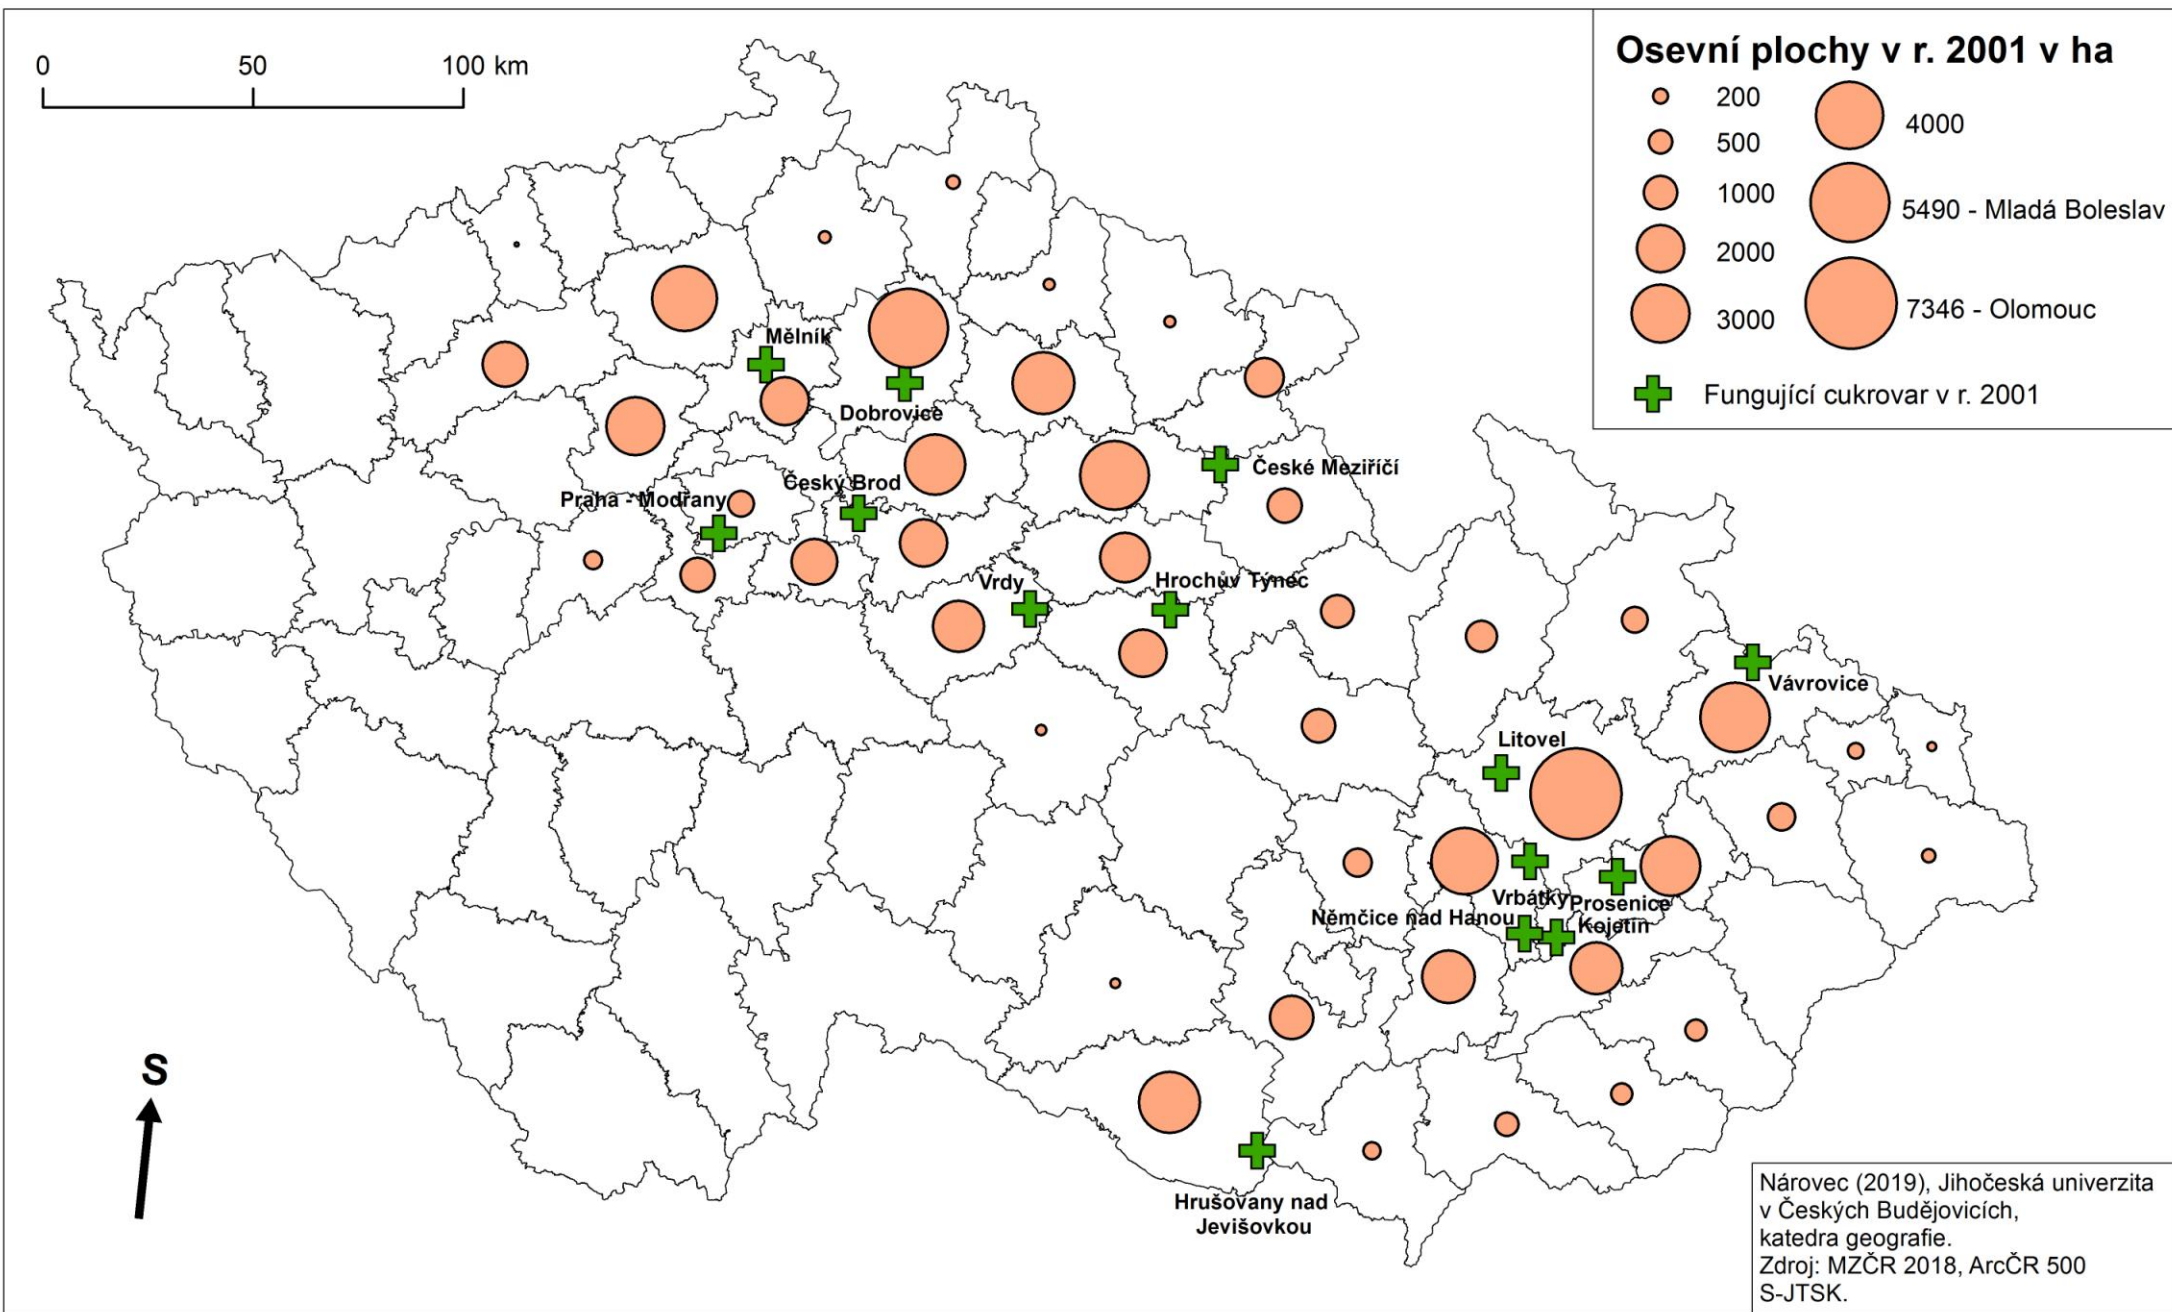 0 50 100 km
Osevní plochy v r. 2001 v ha
200
500
1000
2000
3000
4000
5490 - Mladá Boleslav
7346 - Olomouc
Fungující cukrovar v r. 2001
Mělník
Dobrovice
České Meziříčí
Český Brod
Praha - Modřany
Vrdy
Hrochův Týnec
Vávrovice
Litovel
Vrbátky
Prosenice
Němčice nad Hanou
Kojetín
Hrušovany nad
Jevišovkou
S
Nárovec (2019), Jihočeská univerzita
v Českých Budějovicích,
katedra geografie.
Zdroj: MZČR 2018, ArcČR 500
S-JTSK.